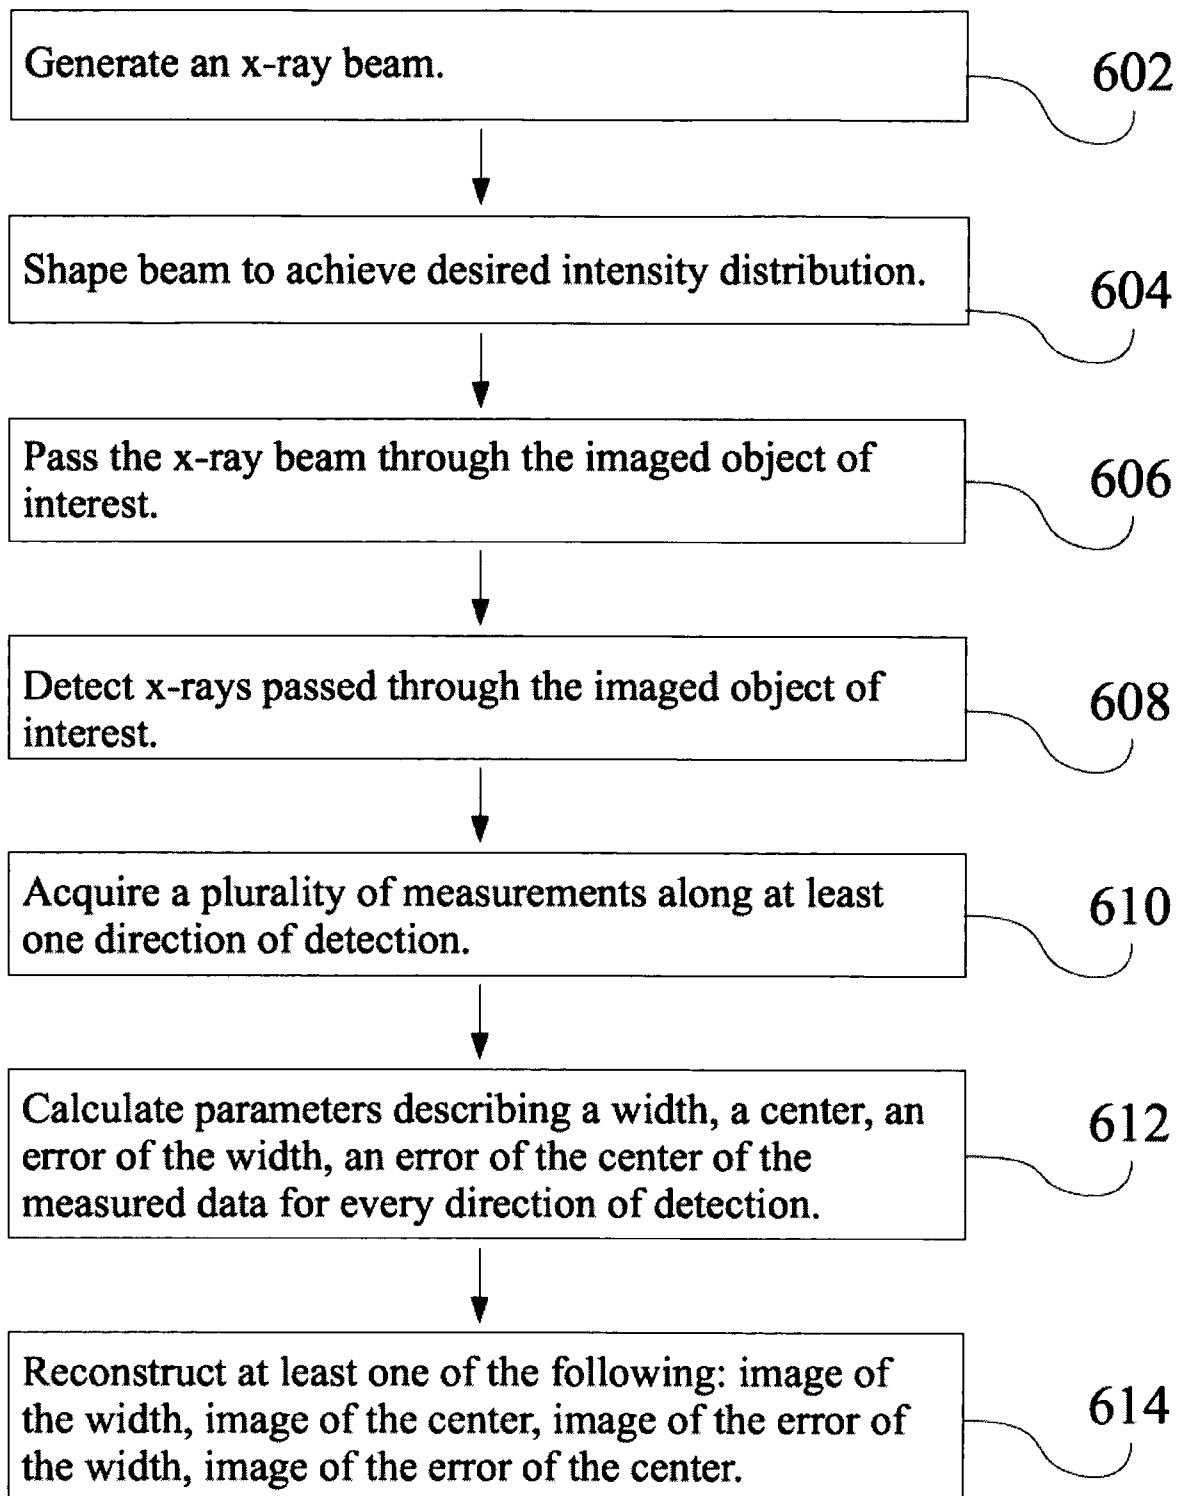 Generate an x-ray beam.
602
Shape beam to achieve desired intensity distribution.
604
Pass the x-ray beam through the imaged object of
interest.
606
Detect x-rays passed through the imaged object of
interest.
608
Acquire a plurality of measurements along at least
one direction of detection.
610
Calculate parameters describing a width, a center, an
error of the width, an error of the center of the
measured data for every direction of detection.
612
Reconstruct at least one of the following: image of
the width, image of the center, image of the error of
the width, image of the error of the center.
614